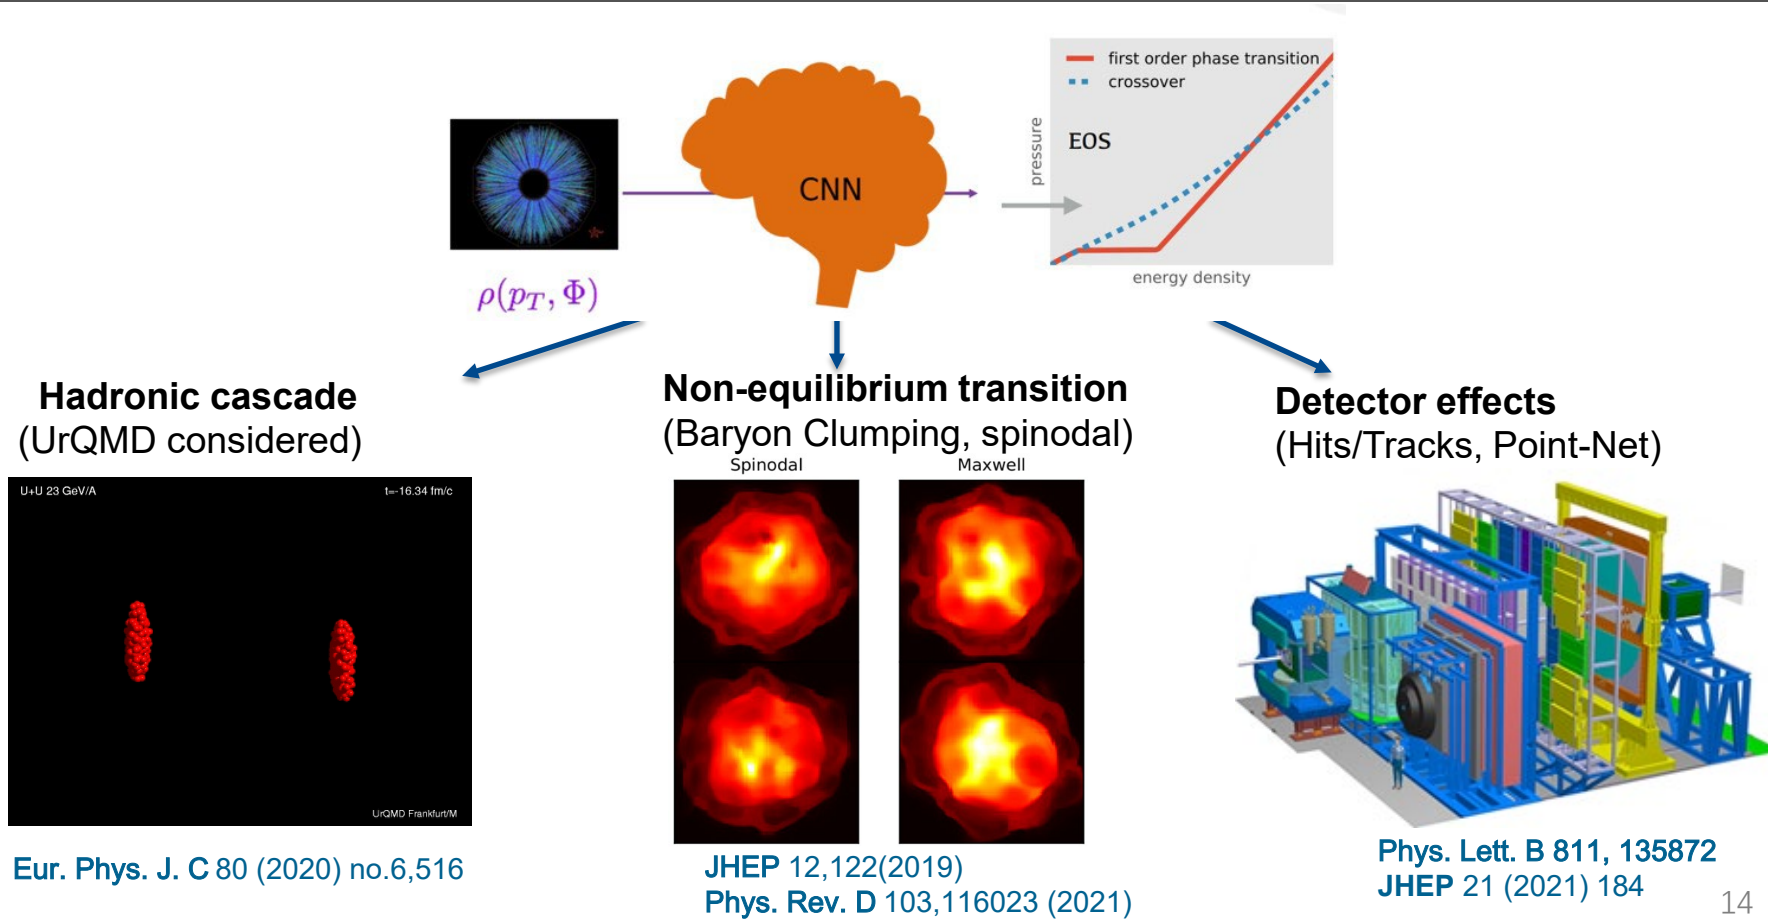 first order phase transition
crossover
EOS
pressure
energy density
CNN
ρ(p_T, Φ)
Hadronic cascade
(UrQMD considered)
U+U 23 GeV/A
t=-16.34 fm/c
UrQMD Frankfurt/M
Eur. Phys. J. C 80 (2020) no.6,516
Non-equilibrium transition
(Baryon Clumping, spinodal)
Spinodal
Maxwell
JHEP 12,122(2019)
Phys. Rev. D 103,116023 (2021)
Detector effects
(Hits/Tracks, Point-Net)
Phys. Lett. B 811, 135872
JHEP 21 (2021) 184
14